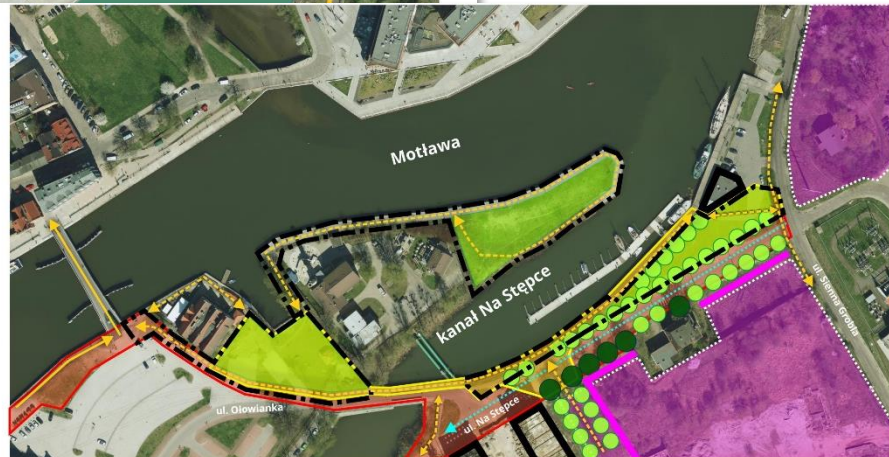 Motława
kanał Na Stępce
ul. Sienna Grobla
ul. Ołowianka
ul. Na Stępce